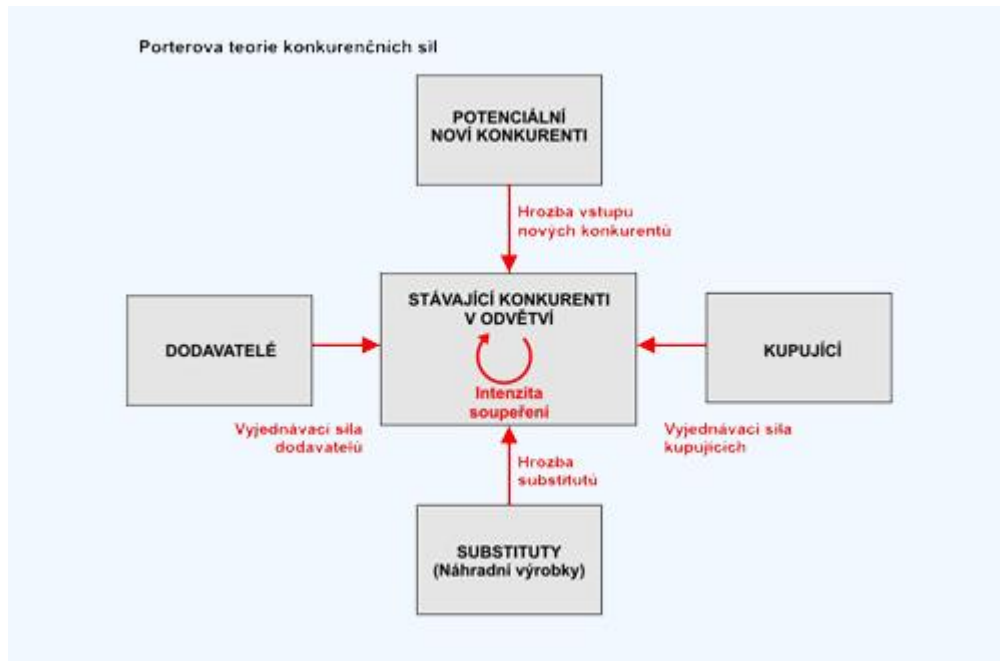 Porterova teorie konkurenčních sil
POTENCIÁLNÍ
NOVÍ KONKURENTI
Hrozba vstupu
nových konkurentů
STÁVAJÍCÍ KONKURENTI
V ODVĚTVÍ
Intenzita
soupeření
DODAVATELÉ
KUPUJÍCÍ
Vyjednávací síla
dodavatelů
Vyjednávací síla
kupujících
Hrozba
substitutů
SUBSTITUTY
(Náhradní výrobky)